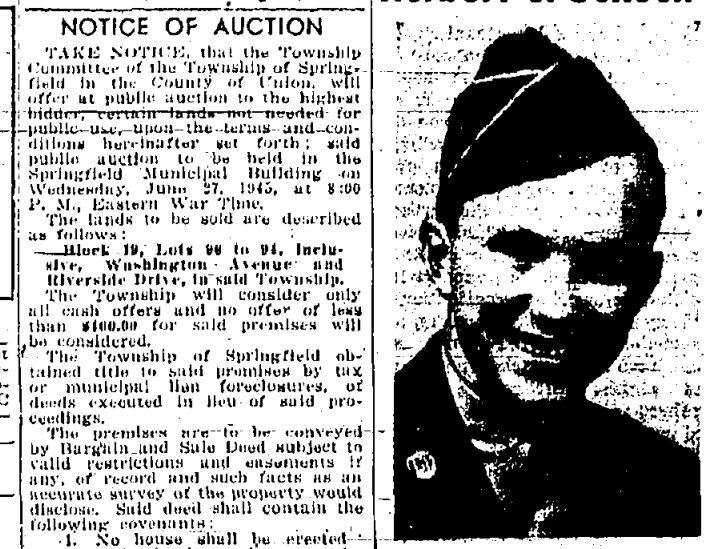 NOTICE OF AUCTION
TAKE NOTICE, that the Township
Committee of the Township of Spring-
field in the County of Union, will
offer at public auction to the highest
bidder, certain lands not needed for
public use, upon the terms and con-
ditions hereinafter set forth; said
public auction to be held in the
Springfield Municipal Building on
Wednesday, June 27, 1945, at 8:00
P. M., Eastern War Time.
The lands to be sold are described
as follows:
Block 19, Lots to 94, Inclu-
sive, Washington Avenue and
Riverside Drive, in said Township.
The Township will consider only
all cash offers and no offer of less
than $400.00 for said premises will
be considered.
The Township of Springfield ob-
tained title to said premises by tax
or municipal lien foreclosures, or
deeds executed in lieu of said pro-
ceedings.
The premises are to be conveyed
by Bargain and Sale Deed subject to
valid restrictions and easements if
any, of record and such facts as an
accurate survey of the property would
disclose. Said deed shall contain the
following covenants:
1. No house shall be erected